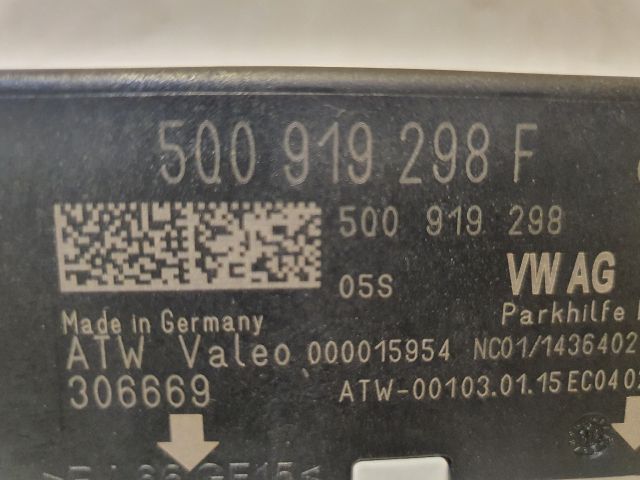 5Q0 919 298 F
5Q0 919 298
05S
VW AG
Parkhilfe
Made in Germany
ATW Valeo 000015954 NC01/1436402
306669
ATW-00103.01.15 EC04 02